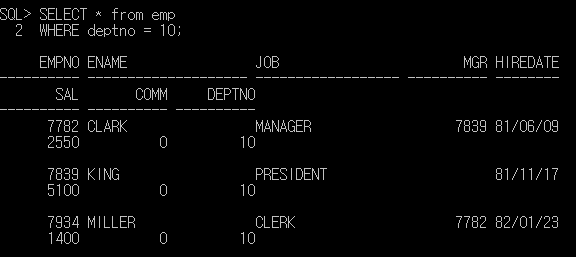 SQL> SELECT * from emp
  2  WHERE deptno = 10;
     EMPNO ENAME                JOB                       MGR HIREDATE
---------- -------------------- ------------------ ---------- --------
       SAL       COMM     DEPTNO
---------- ---------- ----------
      7782 CLARK                MANAGER                  7839 81/06/09
      2550          0         10
      7839 KING                 PRESIDENT                     81/11/17
      5100          0         10
      7934 MILLER               CLERK                    7782 82/01/23
      1400          0         10